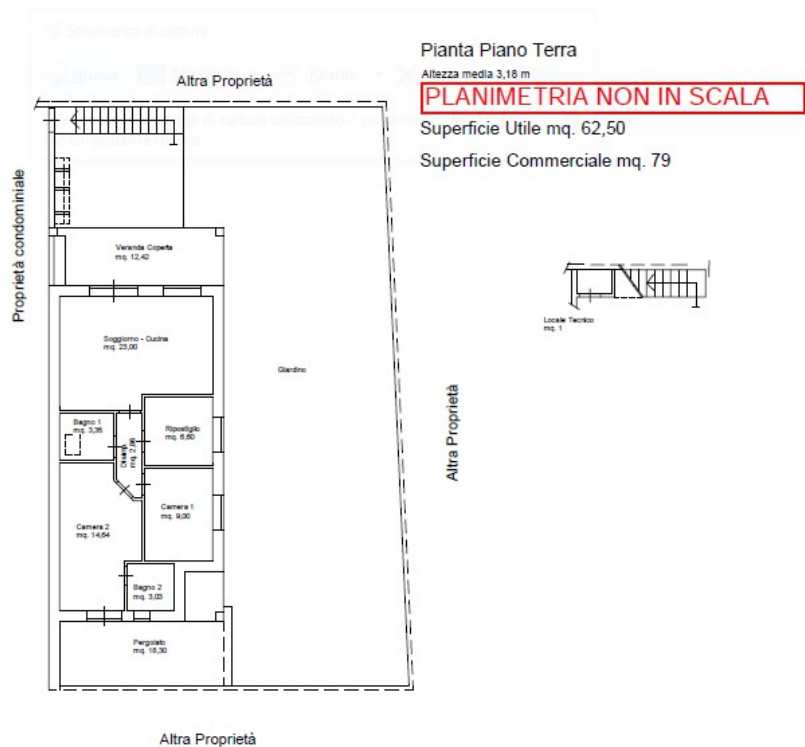 Pianta Piano Terra
Altezza media 3,18 m
PLANIMETRIA NON IN SCALA
Superficie Utile mq. 62,50
Superficie Commerciale mq. 79
Altra Proprietà
Proprietà condominiale
Veranda Coperta
mq. 12,42
Locale Tecnico
mq. 1
Soggiorno - Cucina
mq. 23,00
Giardino
Altra Proprietà
Bagno 1
mq. 3,35
Disimp.
mq. 2,86
Ripostiglio
mq. 6,60
Camera 1
mq. 9,00
Camera 2
mq. 14,64
Bagno 2
mq. 3,03
Pergolato
mq. 18,30
Altra Proprietà